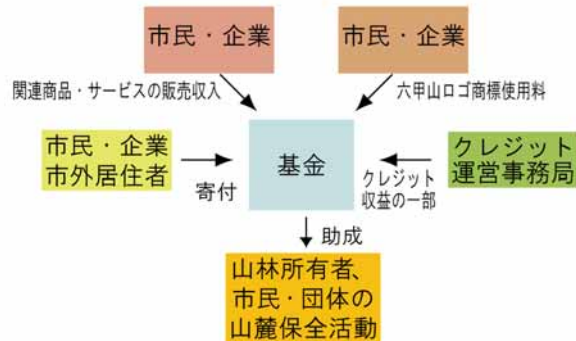 市民・企業
市民・企業
関連商品・サービスの販売収入
六甲山ロゴ商標使用料
市民・企業
市外居住者
寄付
基金
クレジット
収益の一部
クレジット
運営事務局
助成
山林所有者、
市民・団体の
山麓保全活動